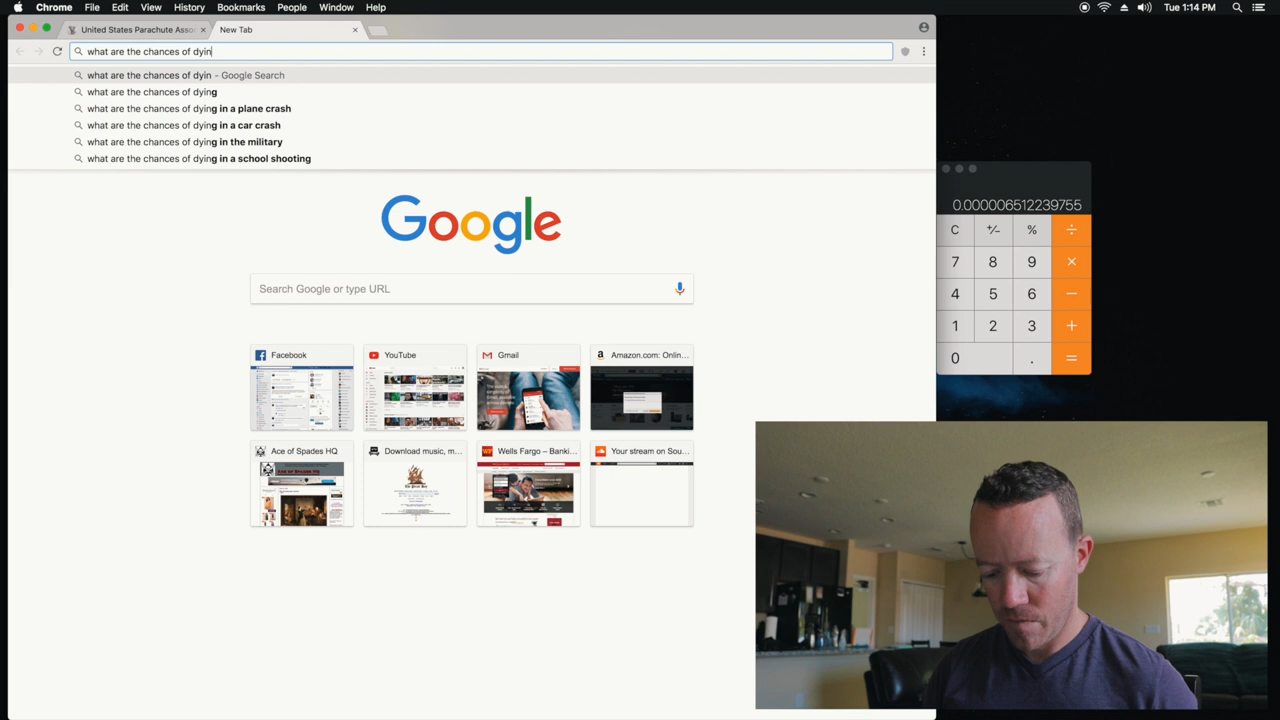 Chrome File Edit View History Bookmarks People Window Help Tue 1:14 PM
United States Parachute Asso
New Tab
what are the chances of dyin
what are the chances of dyin - Google Search
what are the chances of dying
what are the chances of dying in a plane crash
what are the chances of dying in a car crash
what are the chances of dying in the military
what are the chances of dying in a school shooting
Google
Search Google or type URL
Facebook
YouTube
Gmail
Amazon.com: Onlin...
Ace of Spades HQ
Download music, m...
Wells Fargo – Banki...
Your stream on Sou...
0.000006512239755
C +/- % ÷
7 8 9 ×
4 5 6 −
1 2 3 +
0 . =